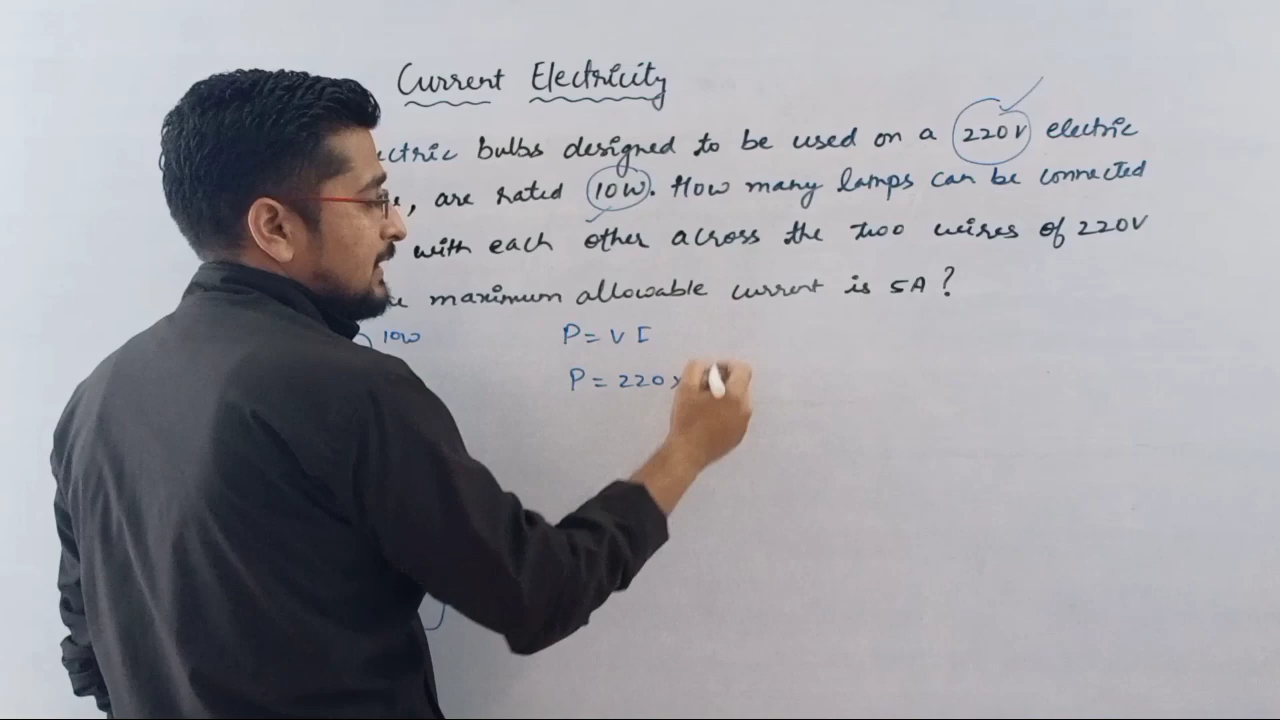 Current Electricity
ctric bulbs designed to be used on a 220V electric
e, are rated 10W. How many lamps can be connected
with each other across the two wires of 220V
e maximum allowable current is 5A?
10W P = V I
P = 220 x